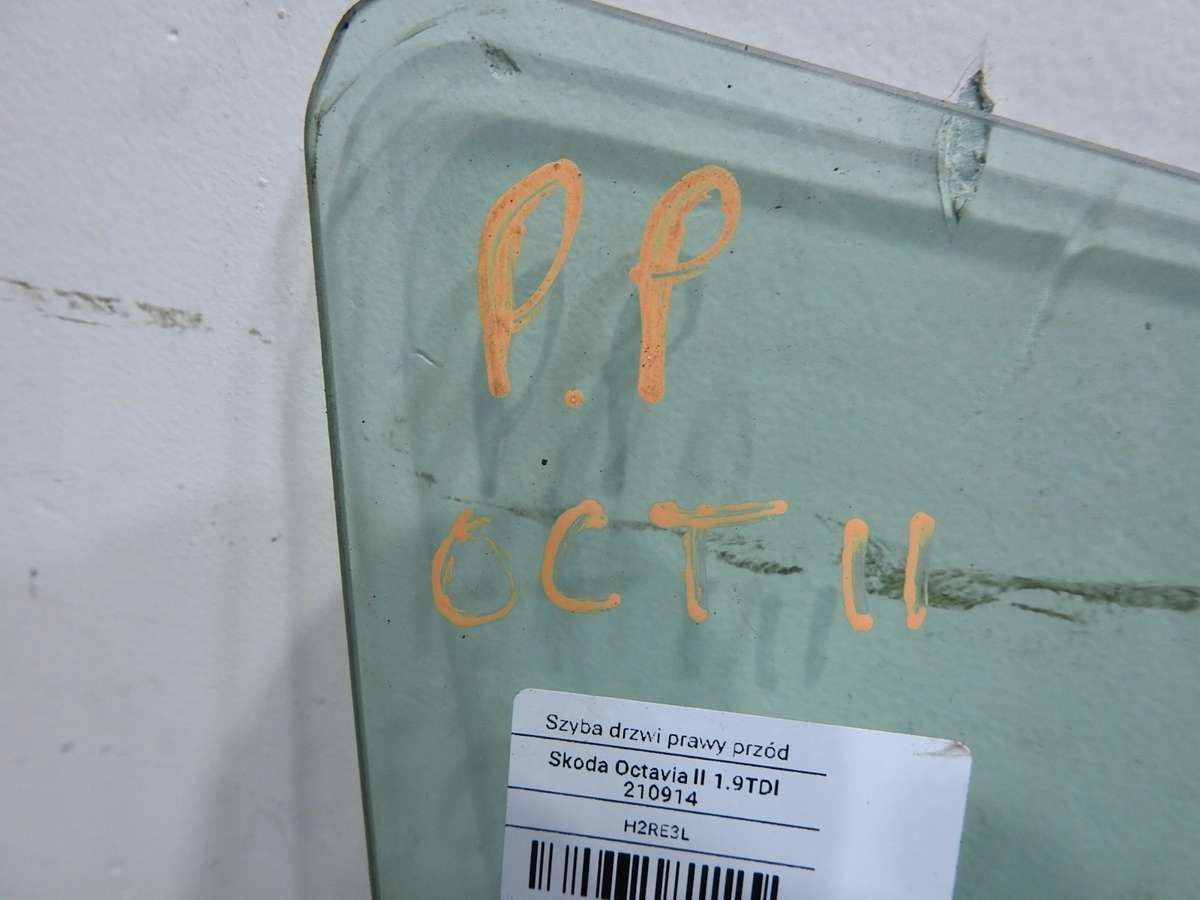 P.P
OCT II
Szyba drzwi prawy przód
Skoda Octavia II 1.9TDI
210914
H2RE3L